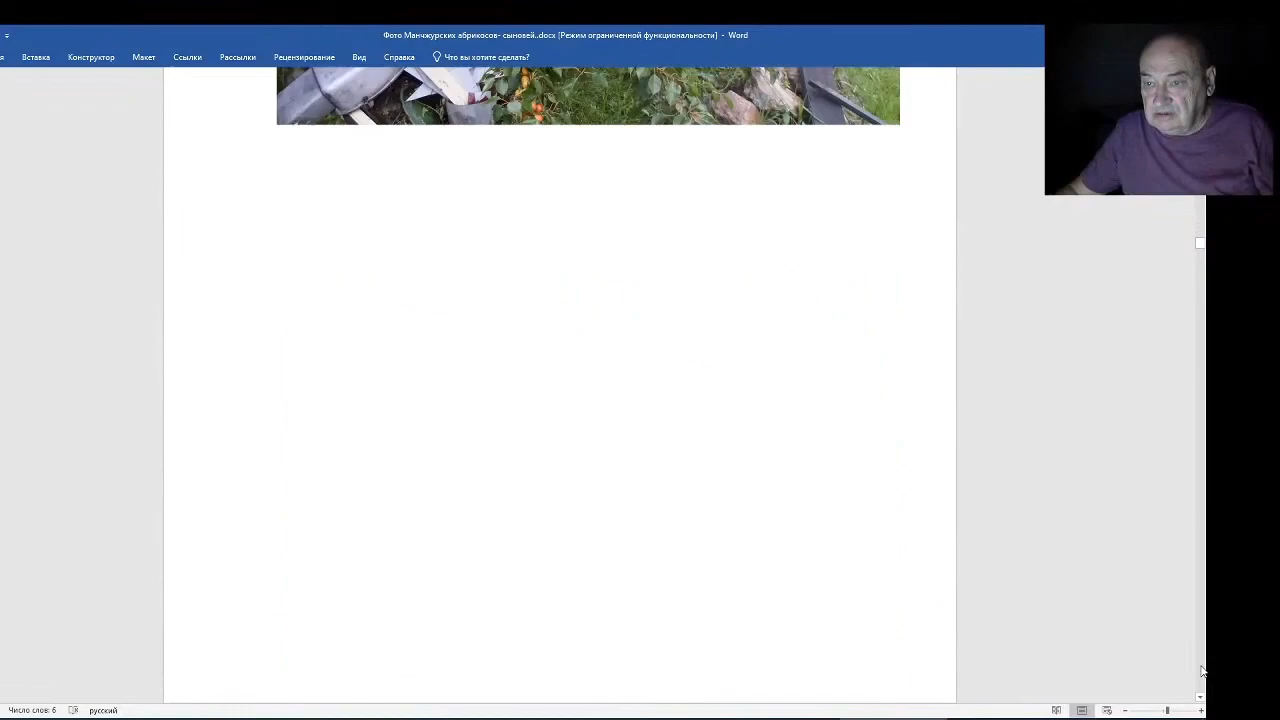 Фото Манчжурских абрикосов- сыновей..docx [Режим ограниченной функциональности] - Word
я Вставка Конструктор Макет Ссылки Рассылки Рецензирование Вид Справка Что вы хотите сделать?
Число слов: 6 русский